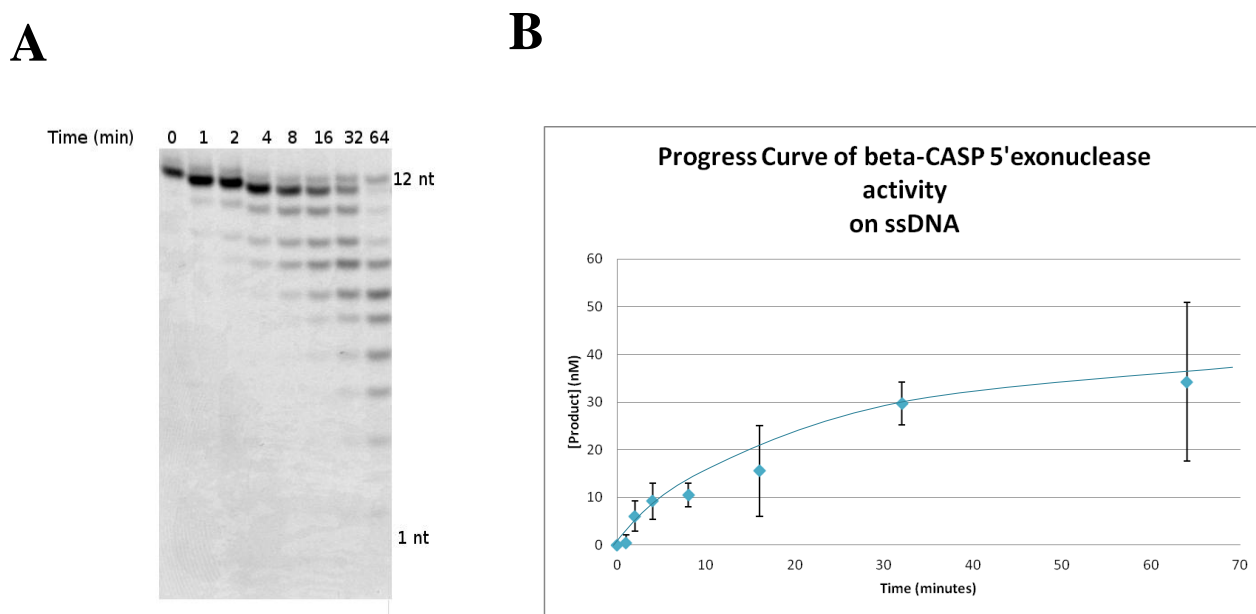 A
B
Time (min) 0 1 2 4 8 16 32 64
12 nt
1 nt
Progress Curve of beta-CASP 5'exonuclease
activity
on ssDNA
60
50
40
30
20
10
0
[Product] (nM)
0 10 20 30 40 50 60 70
Time (minutes)